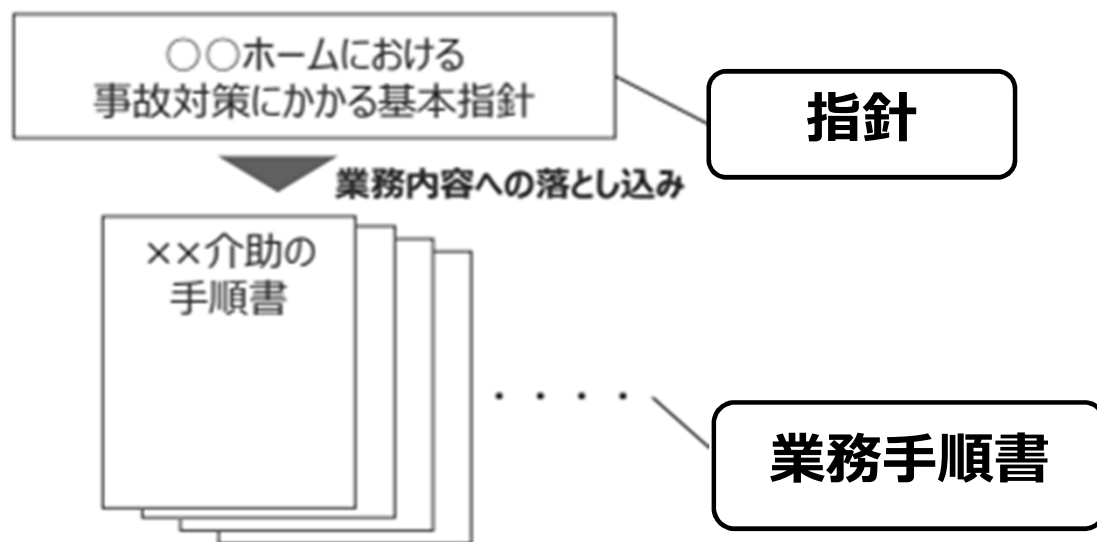 ○○ホームにおける
事故対策にかかる基本指針
指針
業務内容への落とし込み
××介助の
手順書
・・・・
業務手順書